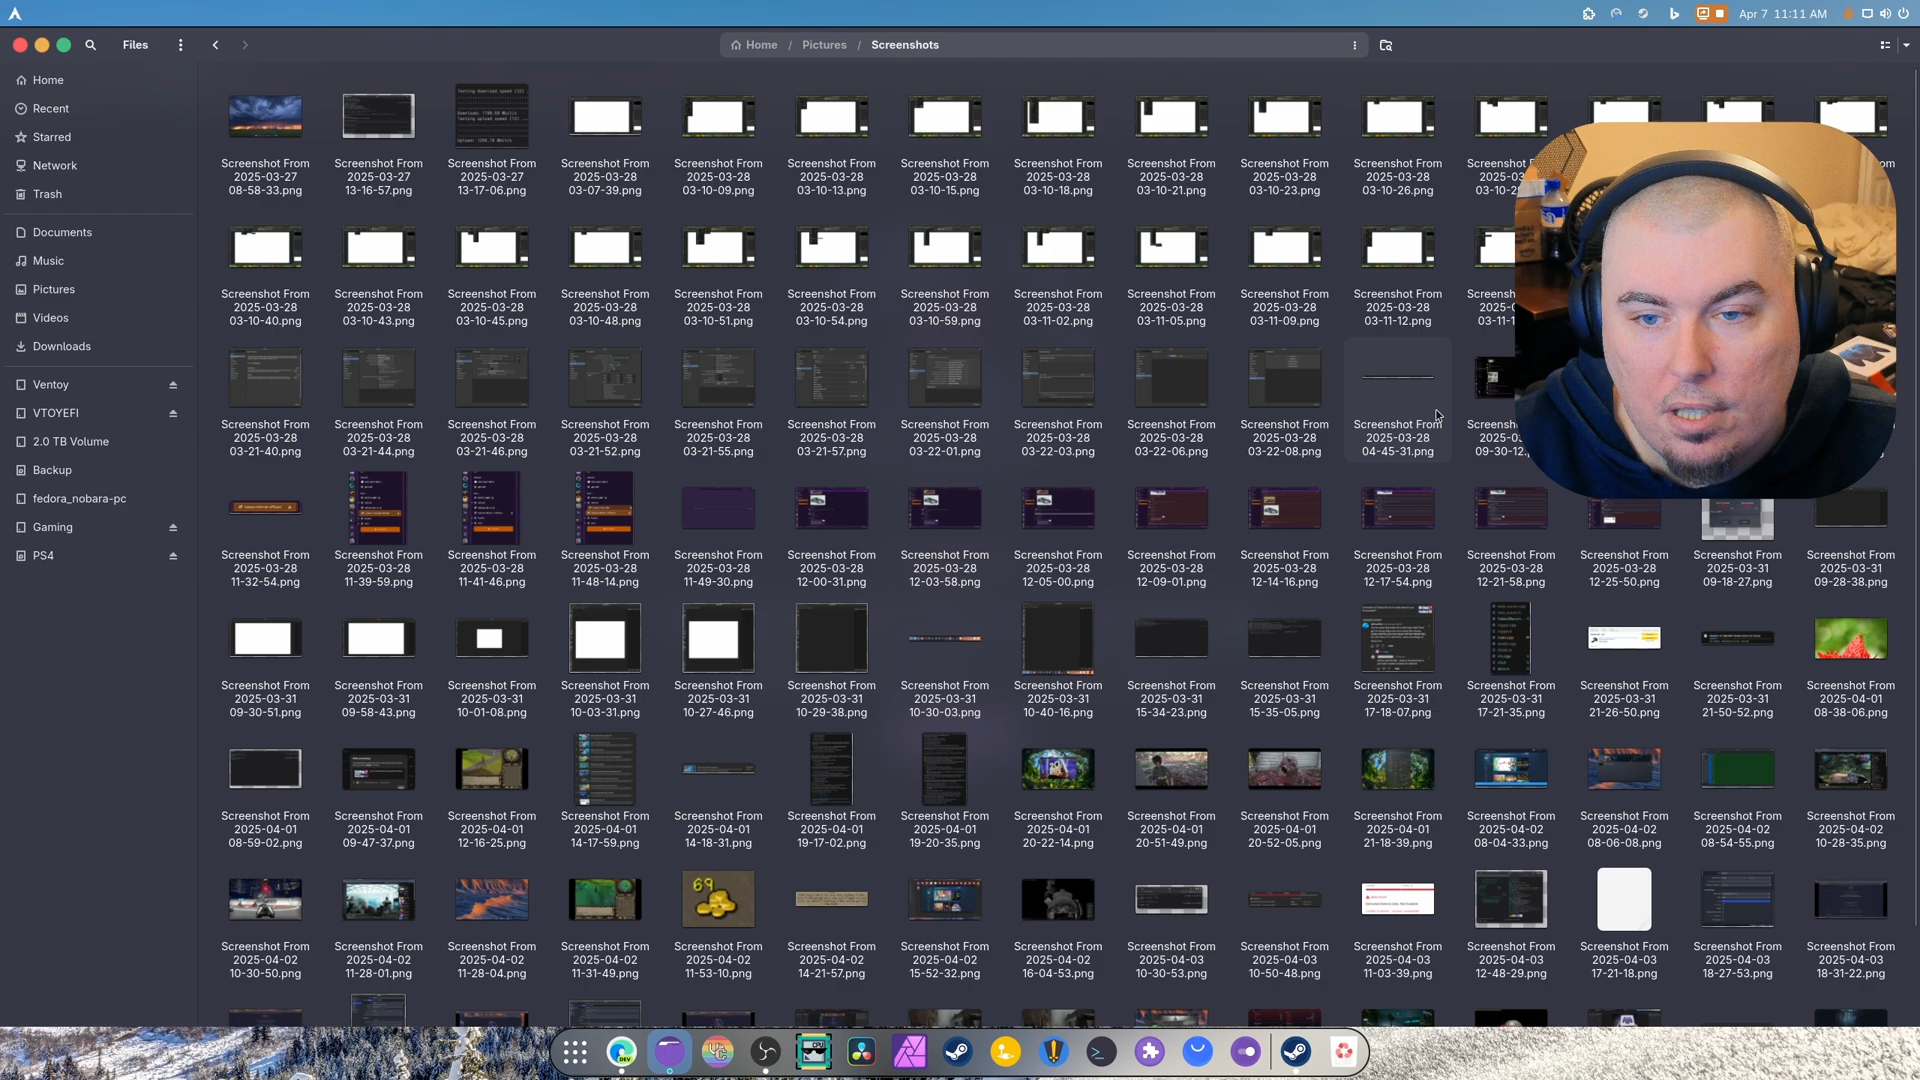 Apr 7 11:11 AM
Files
Home / Pictures / Screenshots
Home
Recent
Starred
Network
Trash
Documents
Music
Pictures
Videos
Downloads
Ventoy
VTOYEFI
2.0 TB Volume
Backup
fedora_nobara-pc
Gaming
PS4
Screenshot From 2025-03-27 08-58-33.png
Screenshot From 2025-03-27 13-16-57.png
Screenshot From 2025-03-27 13-17-06.png
Screenshot From 2025-03-28 03-07-39.png
Screenshot From 2025-03-28 03-10-09.png
Screenshot From 2025-03-28 03-10-13.png
Screenshot From 2025-03-28 03-10-15.png
Screenshot From 2025-03-28 03-10-18.png
Screenshot From 2025-03-28 03-10-21.png
Screenshot From 2025-03-28 03-10-23.png
Screenshot From 2025-03-28 03-10-26.png
Screenshot From 2025-03-28 03-10-40.png
Screenshot From 2025-03-28 03-10-43.png
Screenshot From 2025-03-28 03-10-45.png
Screenshot From 2025-03-28 03-10-48.png
Screenshot From 2025-03-28 03-10-51.png
Screenshot From 2025-03-28 03-10-54.png
Screenshot From 2025-03-28 03-10-59.png
Screenshot From 2025-03-28 03-11-02.png
Screenshot From 2025-03-28 03-11-05.png
Screenshot From 2025-03-28 03-11-09.png
Screenshot From 2025-03-28 03-11-12.png
Screenshot From 2025-03-28 03-21-40.png
Screenshot From 2025-03-28 03-21-44.png
Screenshot From 2025-03-28 03-21-46.png
Screenshot From 2025-03-28 03-21-52.png
Screenshot From 2025-03-28 03-21-55.png
Screenshot From 2025-03-28 03-21-57.png
Screenshot From 2025-03-28 03-22-01.png
Screenshot From 2025-03-28 03-22-03.png
Screenshot From 2025-03-28 03-22-06.png
Screenshot From 2025-03-28 03-22-08.png
Screenshot From 2025-03-28 04-45-31.png
Screenshot From 2025-03-28 11-32-54.png
Screenshot From 2025-03-28 11-39-59.png
Screenshot From 2025-03-28 11-41-46.png
Screenshot From 2025-03-28 11-48-14.png
Screenshot From 2025-03-28 11-49-30.png
Screenshot From 2025-03-28 12-00-31.png
Screenshot From 2025-03-28 12-03-58.png
Screenshot From 2025-03-28 12-05-00.png
Screenshot From 2025-03-28 12-09-01.png
Screenshot From 2025-03-28 12-14-16.png
Screenshot From 2025-03-28 12-17-54.png
Screenshot From 2025-03-28 12-21-58.png
Screenshot From 2025-03-28 12-25-50.png
Screenshot From 2025-03-31 09-18-27.png
Screenshot From 2025-03-31 09-28-38.png
Screenshot From 2025-03-31 09-30-51.png
Screenshot From 2025-03-31 09-58-43.png
Screenshot From 2025-03-31 10-01-08.png
Screenshot From 2025-03-31 10-03-31.png
Screenshot From 2025-03-31 10-27-46.png
Screenshot From 2025-03-31 10-29-38.png
Screenshot From 2025-03-31 10-30-03.png
Screenshot From 2025-03-31 10-40-16.png
Screenshot From 2025-03-31 15-34-23.png
Screenshot From 2025-03-31 15-35-05.png
Screenshot From 2025-03-31 17-18-07.png
Screenshot From 2025-03-31 17-21-35.png
Screenshot From 2025-03-31 21-26-50.png
Screenshot From 2025-03-31 21-50-52.png
Screenshot From 2025-04-01 08-38-06.png
Screenshot From 2025-04-01 08-59-02.png
Screenshot From 2025-04-01 09-47-37.png
Screenshot From 2025-04-01 12-16-25.png
Screenshot From 2025-04-01 14-17-59.png
Screenshot From 2025-04-01 14-18-31.png
Screenshot From 2025-04-01 19-17-02.png
Screenshot From 2025-04-01 19-20-35.png
Screenshot From 2025-04-01 20-22-14.png
Screenshot From 2025-04-01 20-51-49.png
Screenshot From 2025-04-01 20-52-05.png
Screenshot From 2025-04-01 21-18-39.png
Screenshot From 2025-04-02 08-04-33.png
Screenshot From 2025-04-02 08-06-08.png
Screenshot From 2025-04-02 08-54-55.png
Screenshot From 2025-04-02 10-28-35.png
69
Screenshot From 2025-04-02 10-30-50.png
Screenshot From 2025-04-02 11-28-01.png
Screenshot From 2025-04-02 11-28-04.png
Screenshot From 2025-04-02 11-31-49.png
Screenshot From 2025-04-02 11-53-10.png
Screenshot From 2025-04-02 14-21-57.png
Screenshot From 2025-04-02 15-52-32.png
Screenshot From 2025-04-02 16-04-53.png
Screenshot From 2025-04-03 10-30-53.png
Screenshot From 2025-04-03 10-50-48.png
Screenshot From 2025-04-03 11-03-39.png
Screenshot From 2025-04-03 12-48-29.png
Screenshot From 2025-04-03 17-21-18.png
Screenshot From 2025-04-03 18-27-53.png
Screenshot From 2025-04-03 18-31-22.png
DEV
CPU